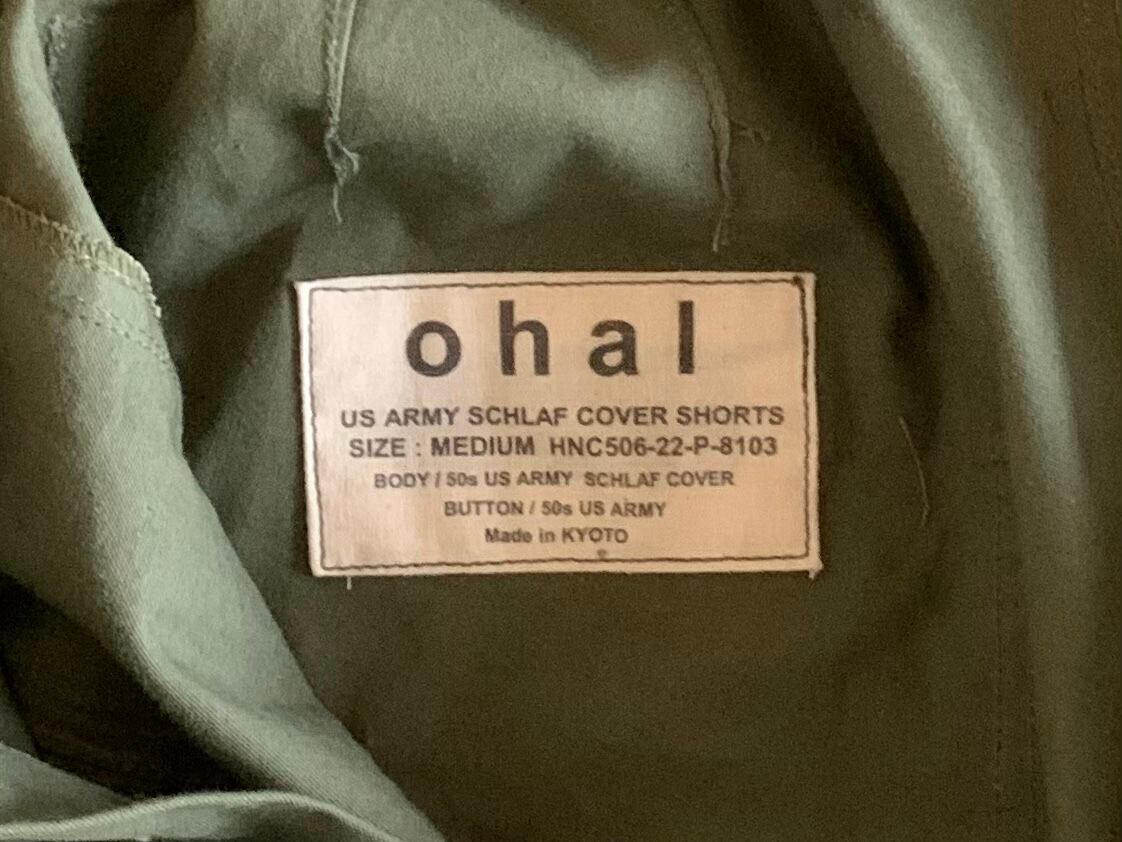 ohal
US ARMY SCHLAF COVER SHORTS
SIZE : MEDIUM HNC506-22-P-8103
BODY / 50s US ARMY SCHLAF COVER
BUTTON / 50s US ARMY
Made in KYOTO